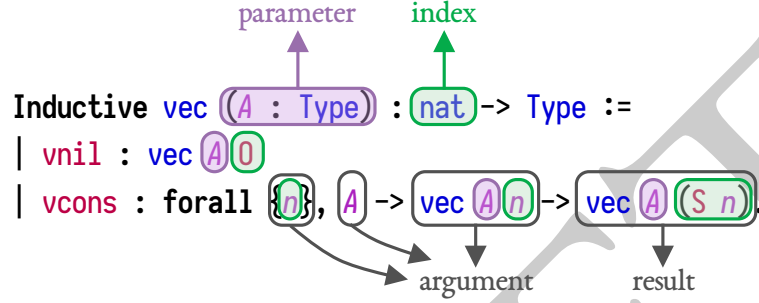 parameter index
Inductive vec (A : Type) : nat -> Type :=
| vnil : vec A O
| vcons : forall {n}, A -> vec A n -> vec A (S n).
argument result